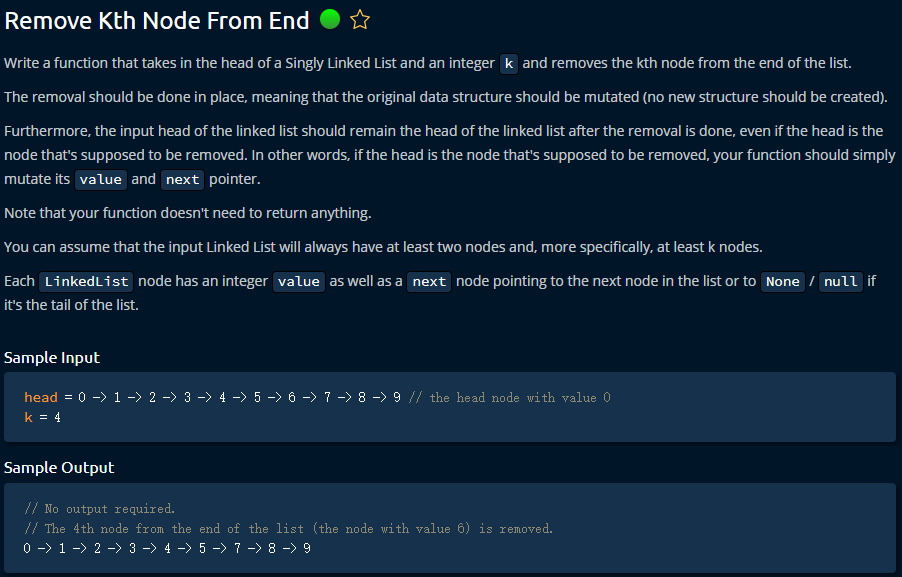 Remove Kth Node From End
Write a function that takes in the head of a Singly Linked List and an integer k and removes the kth node from the end of the list.
The removal should be done in place, meaning that the original data structure should be mutated (no new structure should be created).
Furthermore, the input head of the linked list should remain the head of the linked list after the removal is done, even if the head is the
node that's supposed to be removed. In other words, if the head is the node that's supposed to be removed, your function should simply
mutate its value and next pointer.
Note that your function doesn't need to return anything.
You can assume that the input Linked List will always have at least two nodes and, more specifically, at least k nodes.
Each LinkedList node has an integer value as well as a next node pointing to the next node in the list or to None / null if
it's the tail of the list.
Sample Input
head = 0 -> 1 -> 2 -> 3 -> 4 -> 5 -> 6 -> 7 -> 8 -> 9 // the head node with value 0
k = 4
Sample Output
// No output required.
// The 4th node from the end of the list (the node with value 6) is removed.
0 -> 1 -> 2 -> 3 -> 4 -> 5 -> 7 -> 8 -> 9